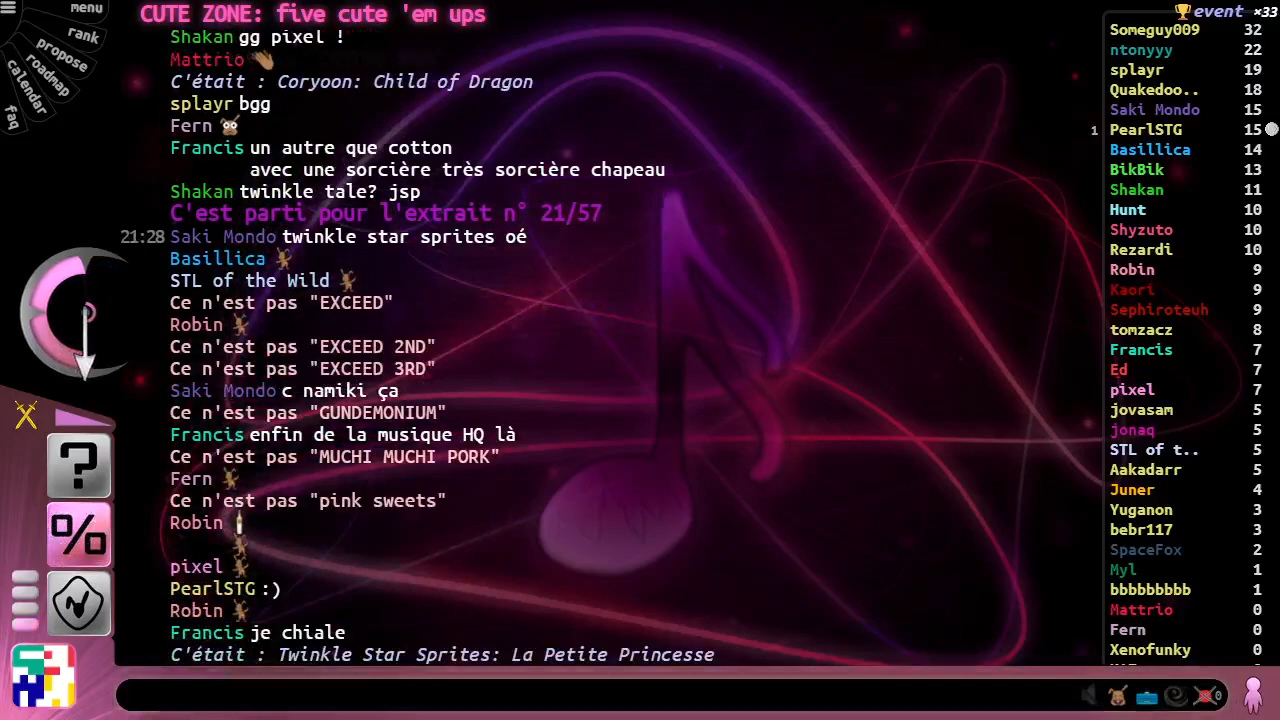 menu
rank
propose
roadmap
calendar
faq
CUTE ZONE: five cute 'em ups
Shakan gg pixel !
Mattrio
C'était : Coryoon: Child of Dragon
splayr bgg
Fern
Francis un autre que cotton
avec une sorcière très sorcière chapeau
Shakan twinkle tale? jsp
C'est parti pour l'extrait n° 21/57
21:28 Saki Mondo twinkle star sprites oé
Basillica
STL of the Wild
Ce n'est pas "EXCEED"
Robin
Ce n'est pas "EXCEED 2ND"
Ce n'est pas "EXCEED 3RD"
Saki Mondo c namiki ça
Ce n'est pas "GUNDEMONIUM"
Francis enfin de la musique HQ là
Ce n'est pas "MUCHI MUCHI PORK"
Fern
Ce n'est pas "pink sweets"
Robin
pixel
PearlSTG :)
Robin
Francis je chiale
C'était : Twinkle Star Sprites: La Petite Princesse
?
%
event ×33
Someguy009 32
ntonyyy 22
splayr 19
Quakedoo.. 18
Saki Mondo 15
1 PearlSTG 15
Basillica 14
BikBik 13
Shakan 11
Hunt 10
Shyzuto 10
Rezardi 10
Robin 9
Kaori 9
Sephiroteuh 9
tomzacz 8
Francis 7
Ed 7
pixel 7
jovasam 5
jonaq 5
STL of t.. 5
Aakadarr 5
Juner 4
Yuganon 3
bebr117 3
SpaceFox 2
Myl 1
bbbbbbbbb 1
Mattrio 0
Fern 0
Xenofunky 0
0